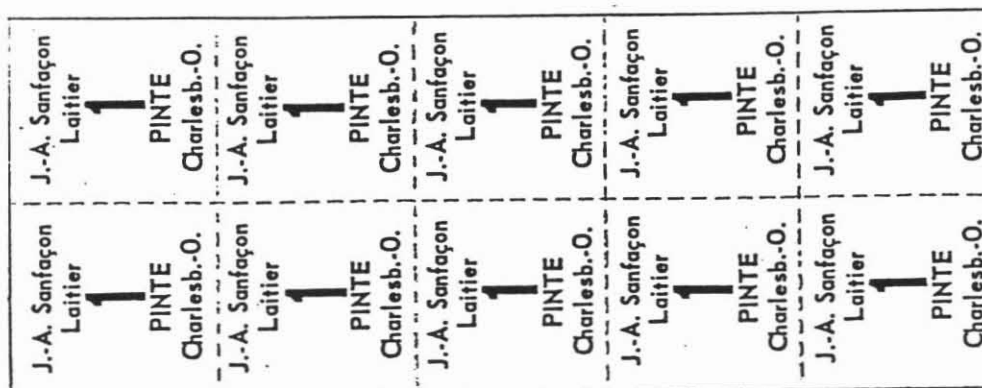 J.-A. Sanfaçon
Laitier
1
PINTE
Charlesb.-O.
J.-A. Sanfaçon
Laitier
1
PINTE
Charlesb.-O.
J.-A. Sanfaçon
Laitier
1
PINTE
Charlesb.-O.
J.-A. Sanfaçon
Laitier
1
PINTE
Charlesb.-O.
J.-A. Sanfaçon
Laitier
1
PINTE
Charlesb.-O.
J.-A. Sanfaçon
Laitier
1
PINTE
Charlesb.-O.
J.-A. Sanfaçon
Laitier
1
PINTE
Charlesb.-O.
J.-A. Sanfaçon
Laitier
1
PINTE
Charlesb.-O.
J.-A. Sanfaçon
Laitier
1
PINTE
Charlesb.-O.
J.-A. Sanfaçon
Laitier
1
PINTE
Charlesb.-O.